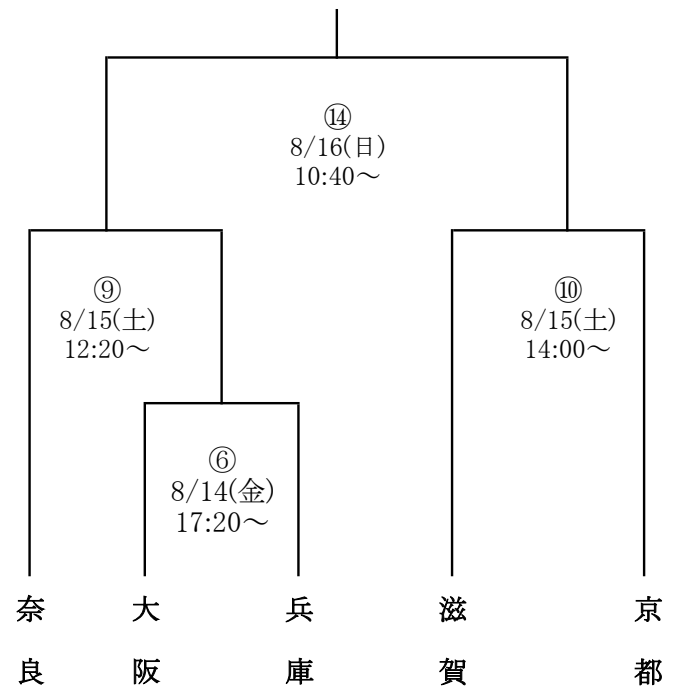 ⑭
8/16(日)
10:40～
⑨
8/15(土)
12:20～
⑩
8/15(土)
14:00～
⑥
8/14(金)
17:20～
奈良
大阪
兵庫
滋賀
京都